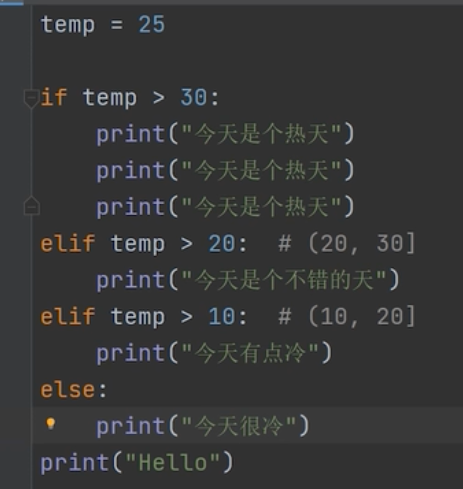 temp = 25
if temp > 30:
    print("今天是个热天")
    print("今天是个热天")
    print("今天是个热天")
elif temp > 20:  # (20, 30]
    print("今天是个不错的天")
elif temp > 10:  # (10, 20]
    print("今天有点冷")
else:
    print("今天很冷")
print("Hello")